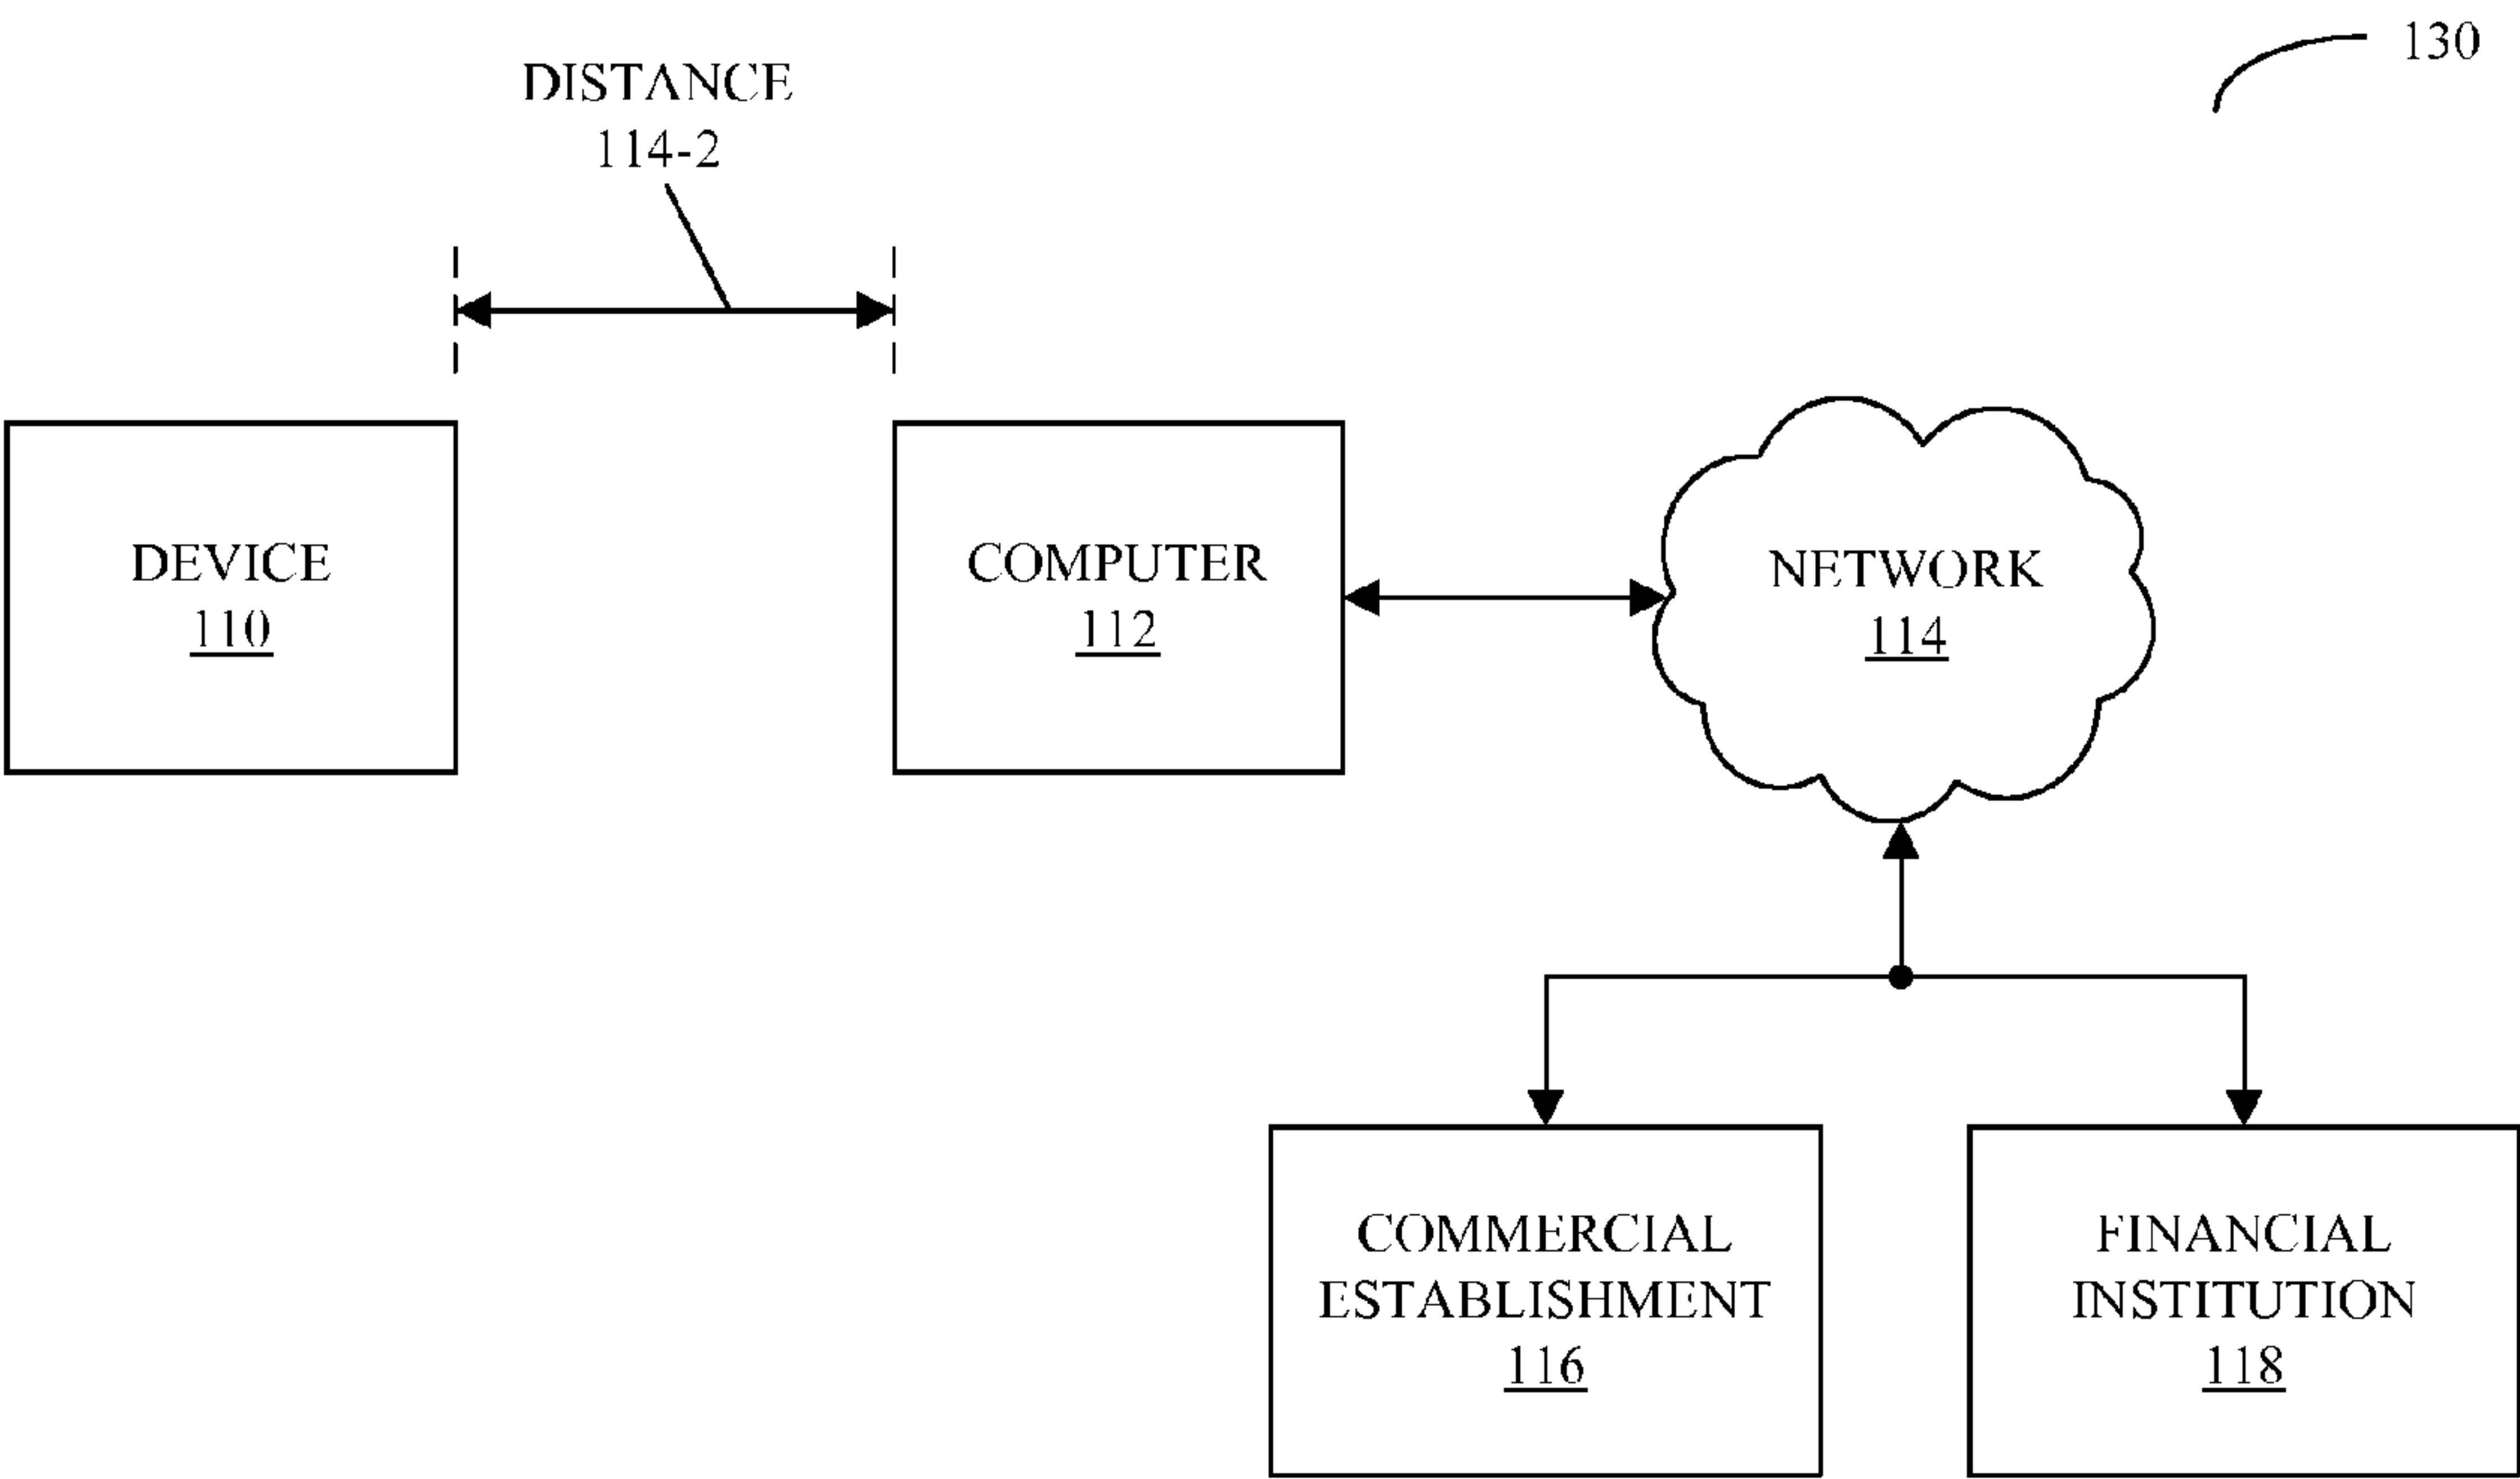 130
DISTANCE
114-2
DEVICE
110
COMPUTER
112
NETWORK
114
COMMERCIAL
ESTABLISHMENT
116
FINANCIAL
INSTITUTION
118